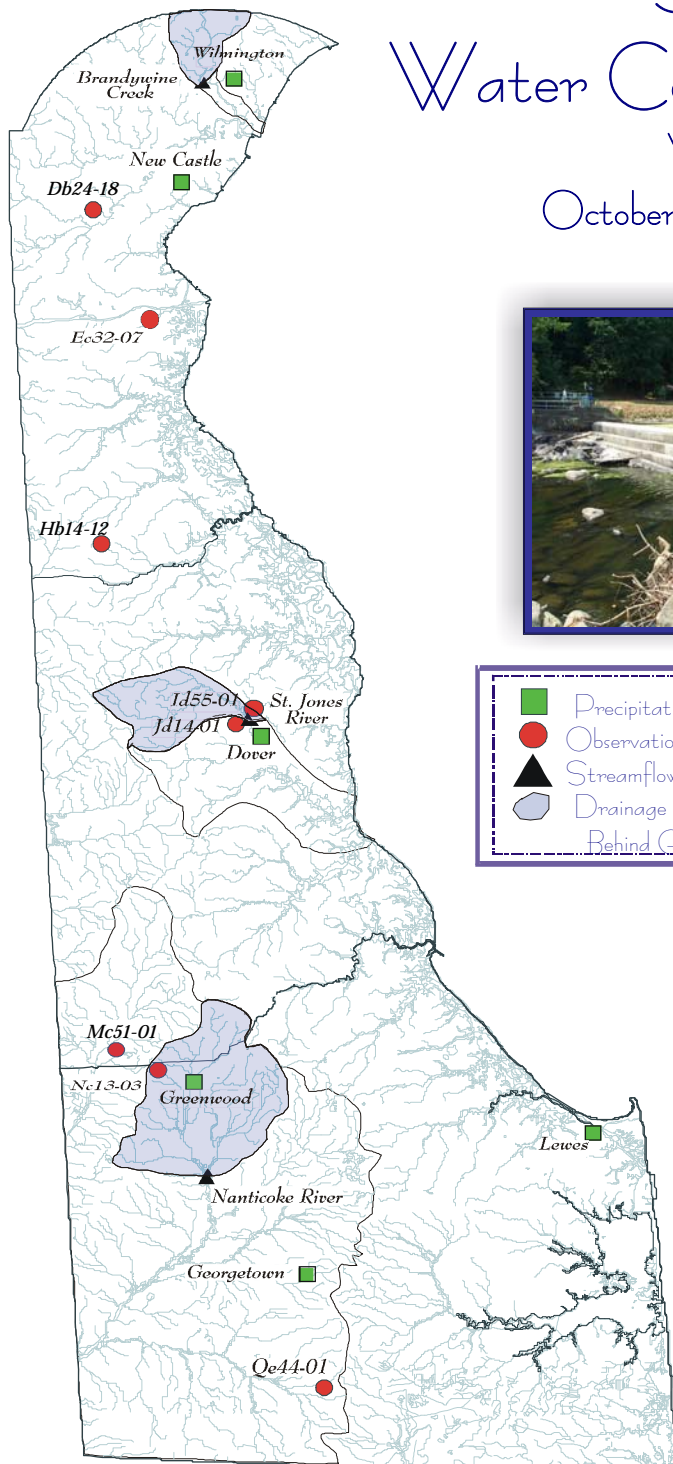 Water
October
Wilmington
Brandywine
Creek
New Castle
Db24-18
Ec32-07
Hb14-12
Id55-01
St. Jones
River
Jd14-01
Dover
Observatio
Streamflow
Drainage
Behind
Precipitat
Mc51-01
Nc13-03
Greenwood
Lewes
Nanticoke River
Georgetown
Qe44-01